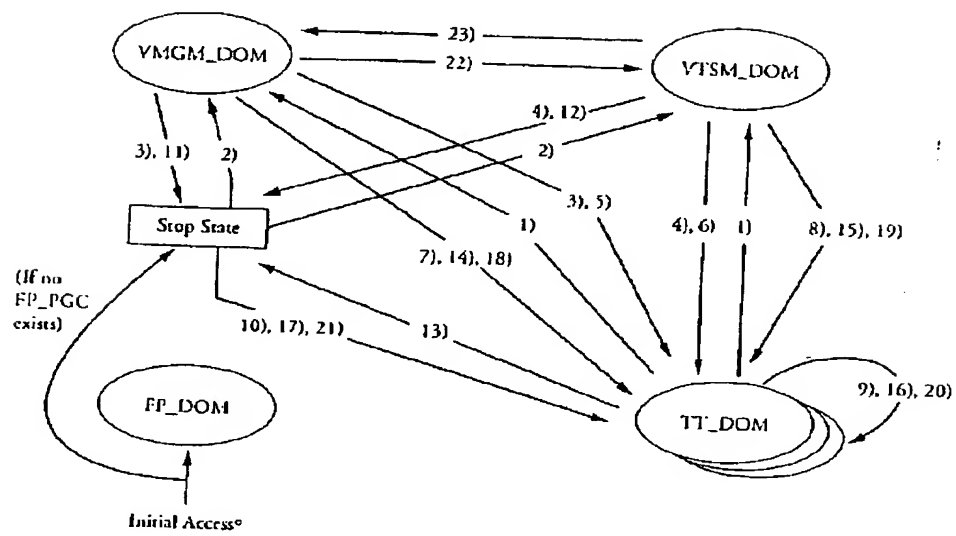 23)
VMGM_DOM
22)
VTSM_DOM
4), 12)
3), 11)
2)
2)
Stop State
1)
3), 5)
4), 6)
1)
8), 15), 19)
7), 14), 18)
(If no
FP_PGC
exists)
10), 17), 21)
13)
9), 16), 20)
FP_DOM
TT_DOM
Initial Access°